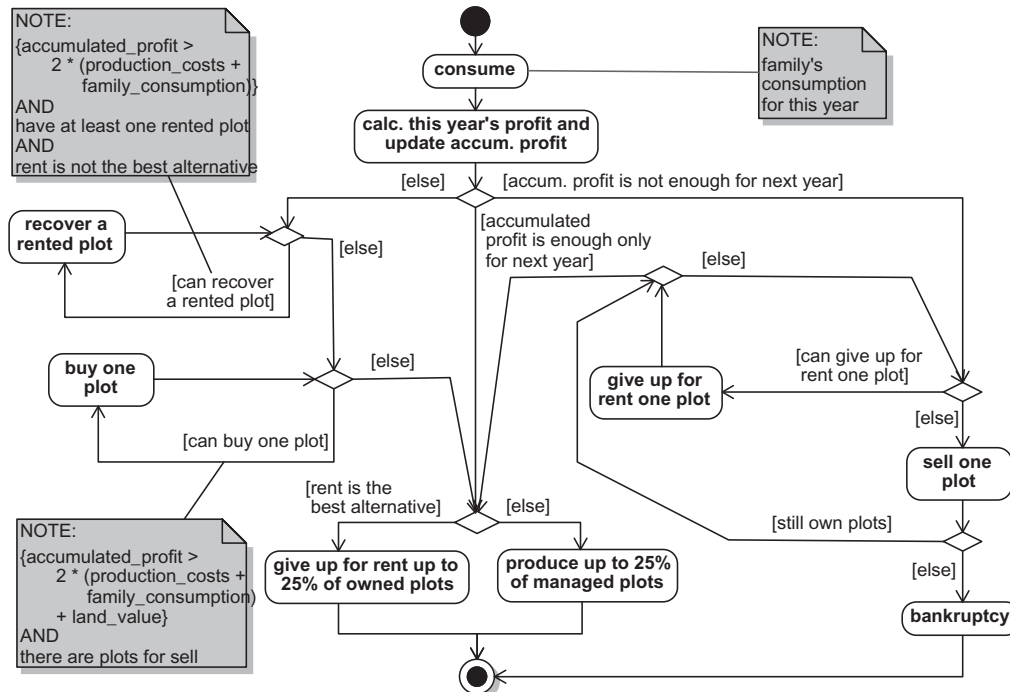 NOTE:
{accumulated_profit >
2 * (production_costs +
family_consumption)}
AND
have at least one rented plot
AND
rent is not the best alternative
consume
NOTE:
family's
consumption
for this year
calc. this year's profit and
update accum. profit
[else]
[accum. profit is not enough for next year]
recover a
rented plot
[else]
[accumulated
profit is enough only
for next year]
[else]
[can recover
a rented plot]
buy one
plot
[else]
give up for
rent one plot
[can give up for
rent one plot]
[else]
[can buy one plot]
sell one
plot
[rent is the
best alternative]
[else]
[still own plots]
NOTE:
{accumulated_profit >
2 * (production_costs +
family_consumption)
+ land_value}
AND
there are plots for sell
give up for rent up to
25% of owned plots
produce up to 25%
of managed plots
[else]
bankruptcy